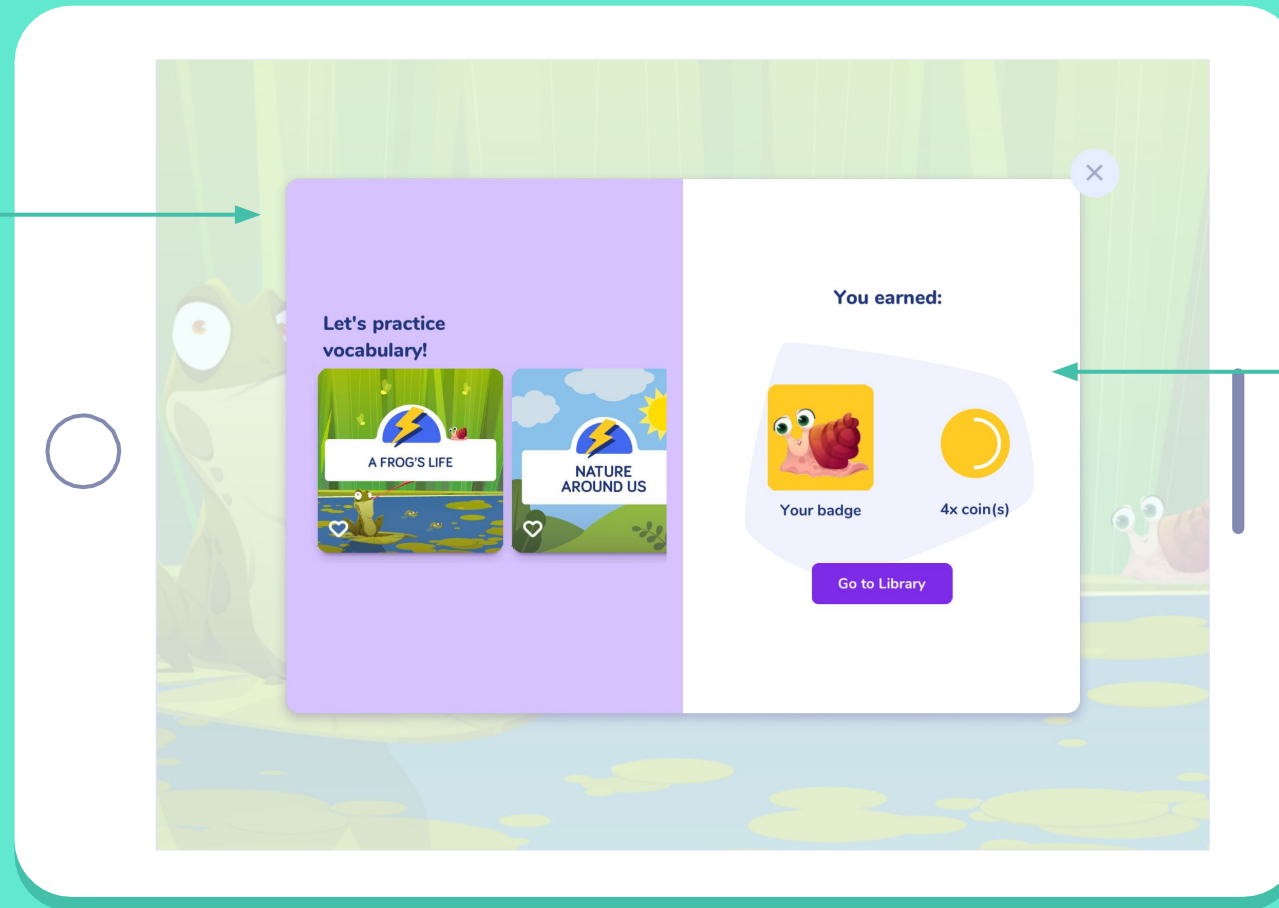 Let's practice
vocabulary!
A FROG'S LIFE
NATURE
AROUND US
You earned:
Your badge
4x coin(s)
Go to Library